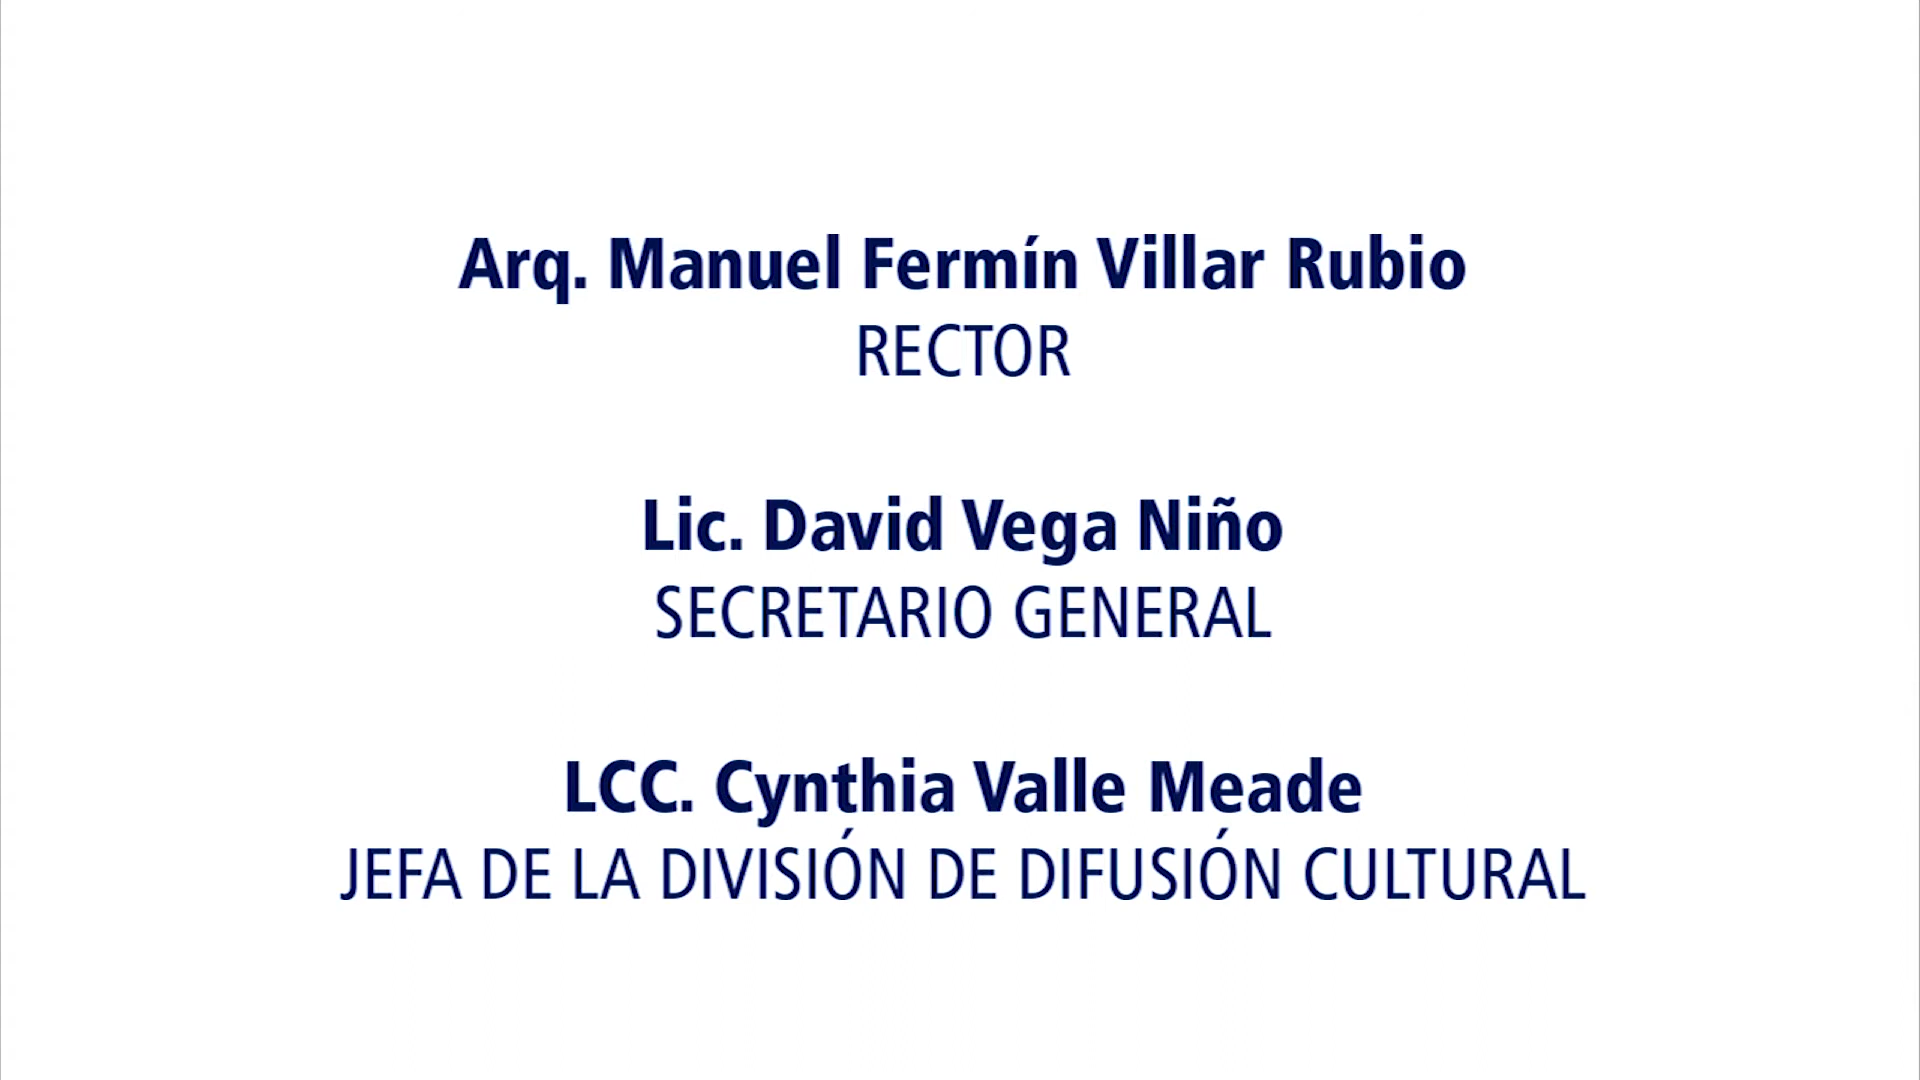 Arq. Manuel Fermín Villar Rubio
RECTOR
Lic. David Vega Niño
SECRETARIO GENERAL
LCC. Cynthia Valle Meade
JEFA DE LA DIVISIÓN DE DIFUSIÓN CULTURAL